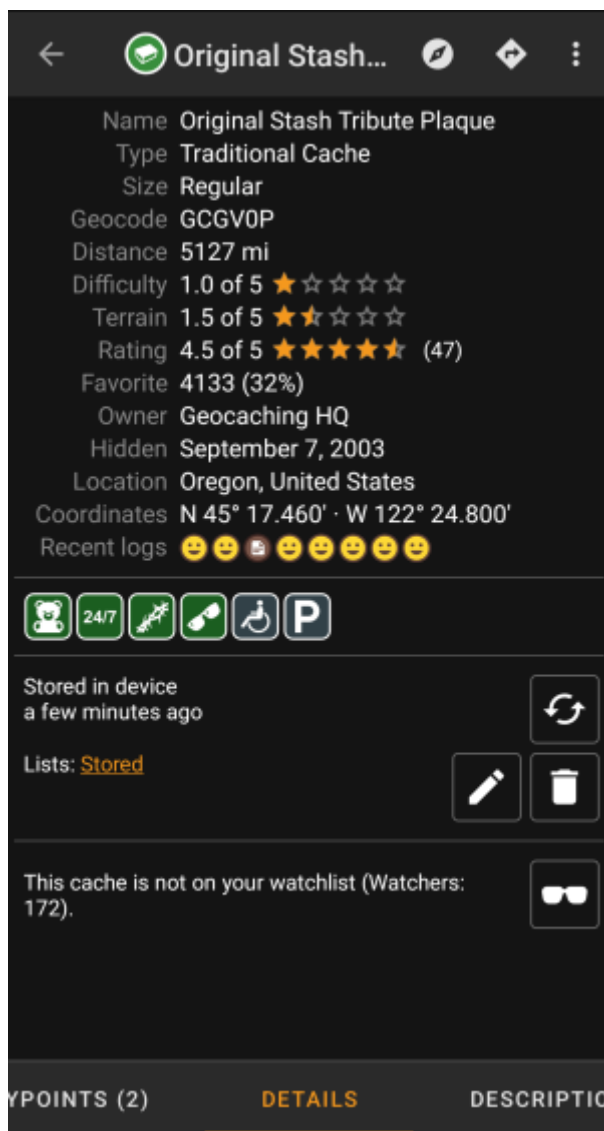 Original Stash...
Name Original Stash Tribute Plaque
Type Traditional Cache
Size Regular
Geocode GCGV0P
Distance 5127 mi
Difficulty 1.0 of 5
Terrain 1.5 of 5
Rating 4.5 of 5 (47)
Favorite 4133 (32%)
Owner Geocaching HQ
Hidden September 7, 2003
Location Oregon, United States
Coordinates N 45° 17.460' · W 122° 24.800'
Recent logs
24/7 P
Stored in device
a few minutes ago
Lists: Stored
This cache is not on your watchlist (Watchers:
172).
YPOINTS (2) DETAILS DESCRIPTIO